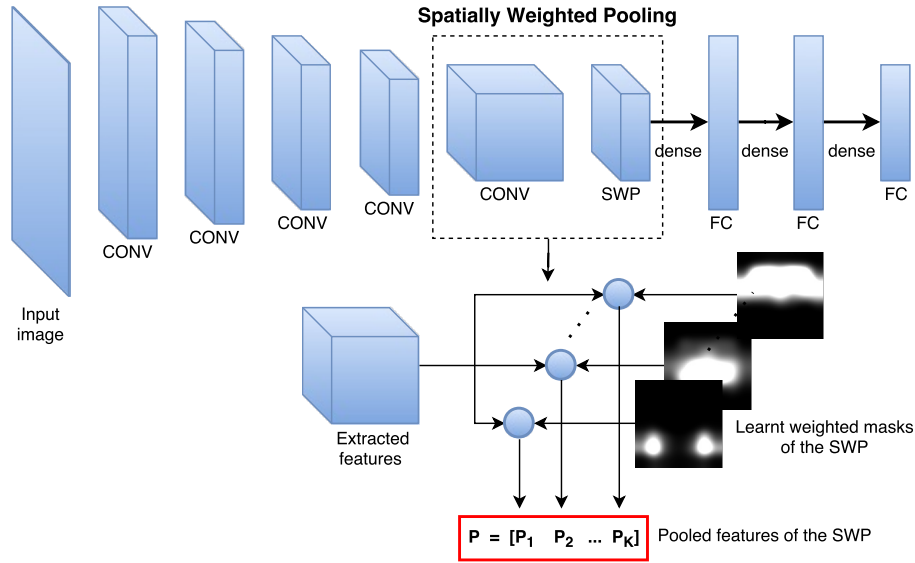 Spatially Weighted Pooling
CONV
CONV
CONV
CONV
CONV
SWP
dense
dense
dense
FC
FC
FC
Input
image
Extracted
features
Learnt weighted masks
of the SWP
P = [P1 P2 ... PK]
Pooled features of the SWP